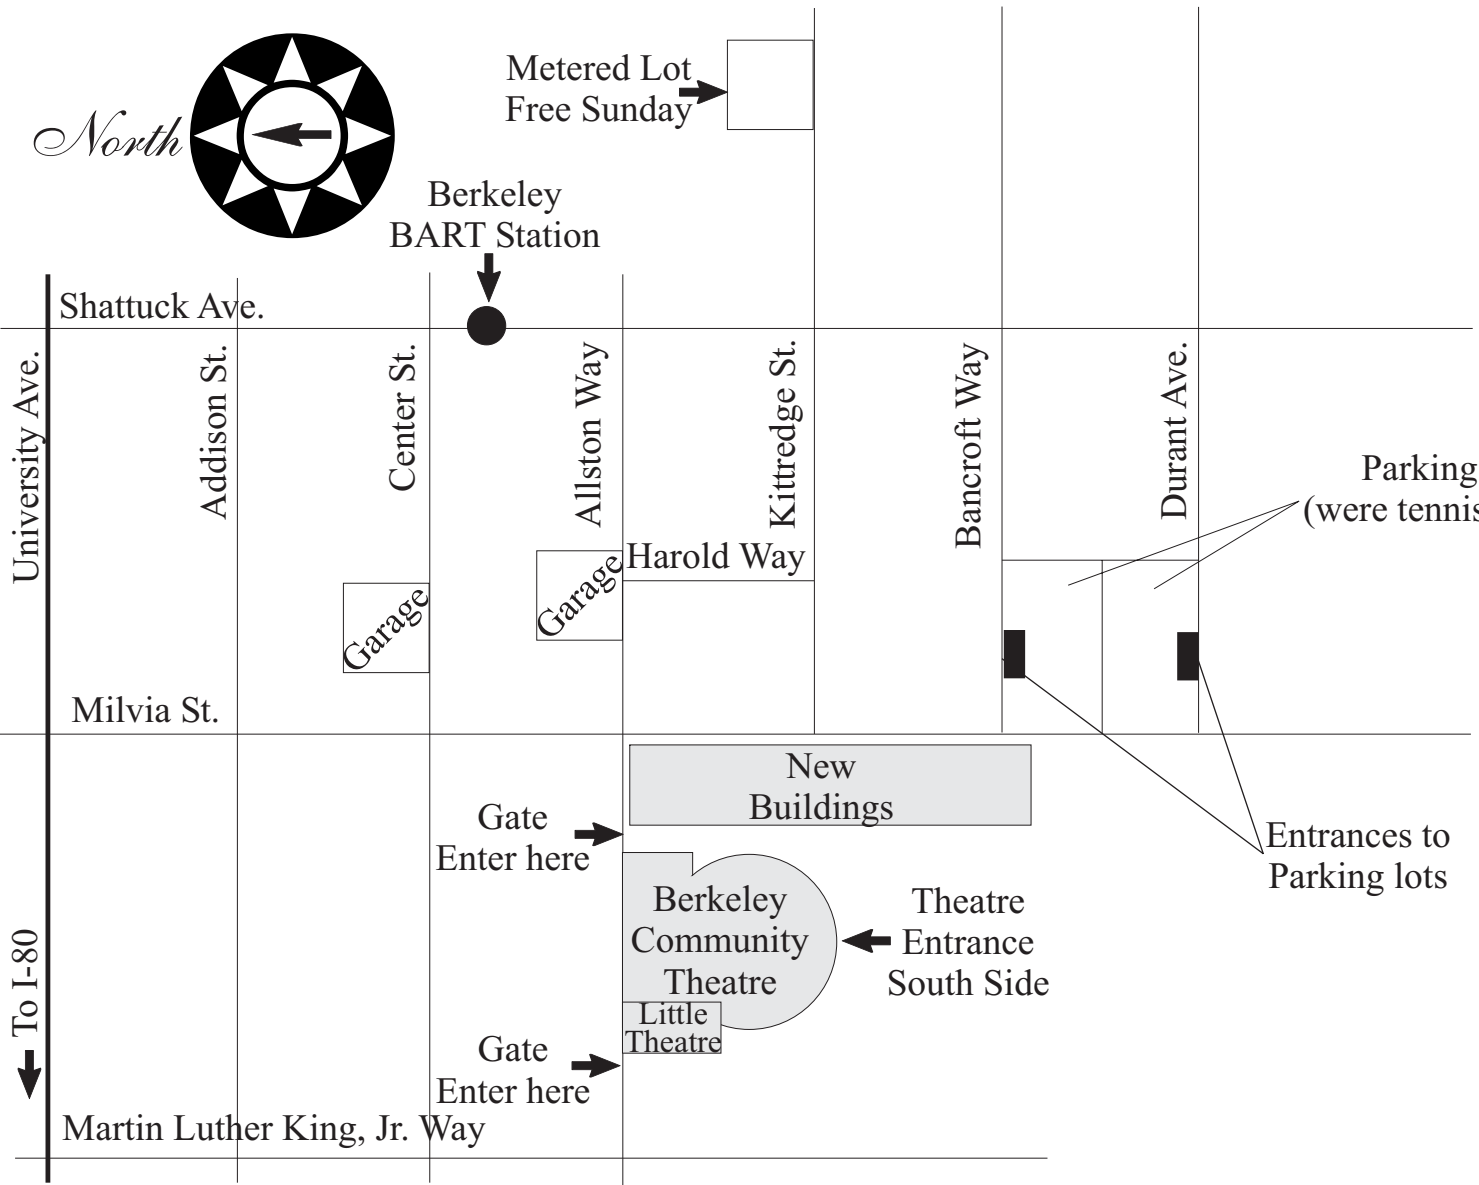 Metered Lot
Free Sunday
North
Berkeley
BART Station
Shattuck Ave.
University Ave.
Addison St.
Center St.
Allston Way
Kittredge St.
Bancroft Way
Durant Ave.
Parking
(were tennis
Harold Way
Garage
Garage
Milvia St.
New
Buildings
Gate
Enter here
Entrances to
Parking lots
Berkeley
Community
Theatre
Theatre
Entrance
South Side
Little
Theatre
To I-80
Gate
Enter here
Martin Luther King, Jr. Way